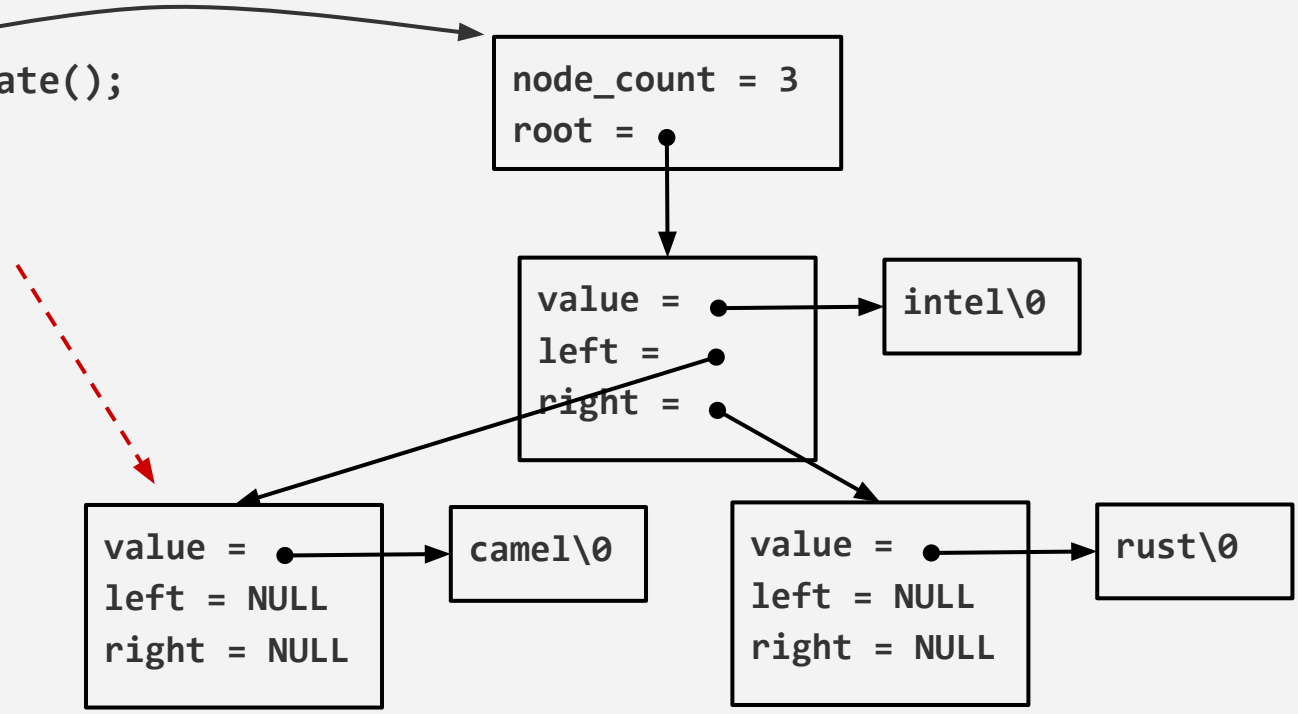 ate();
node_count = 3
root =
value =
left =
right =
intel\0
value =
left = NULL
right = NULL
camel\0
value =
left = NULL
right = NULL
rust\0